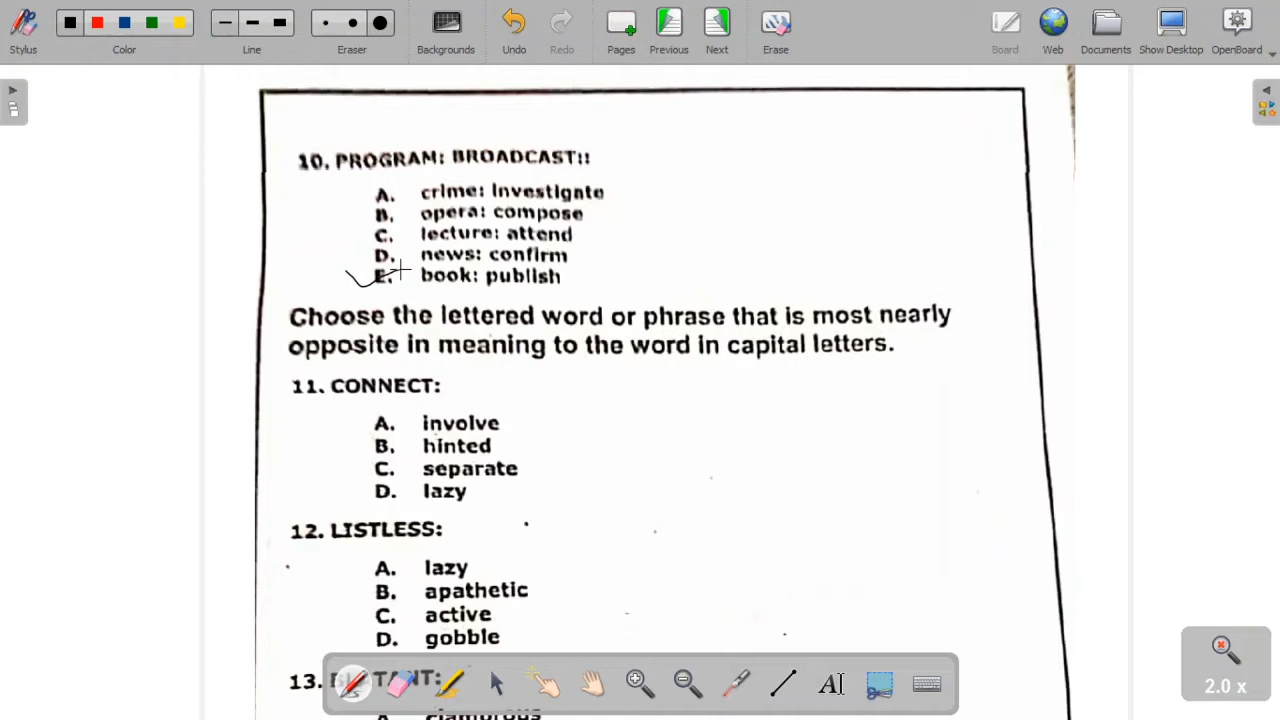 Stylus Color Line Eraser Backgrounds Undo Redo Pages Previous Next Erase Board Web Documents Show Desktop OpenBoard
10. PROGRAM: BROADCAST::
A. crime: investigate
B. opera: compose
C. lecture: attend
D. news: confirm
E. book: publish
Choose the lettered word or phrase that is most nearly
opposite in meaning to the word in capital letters.
11. CONNECT:
A. involve
B. hinted
C. separate
D. lazy
12. LISTLESS:
A. lazy
B. apathetic
C. active
D. gobble
13.
A. clamorous
2.0 x